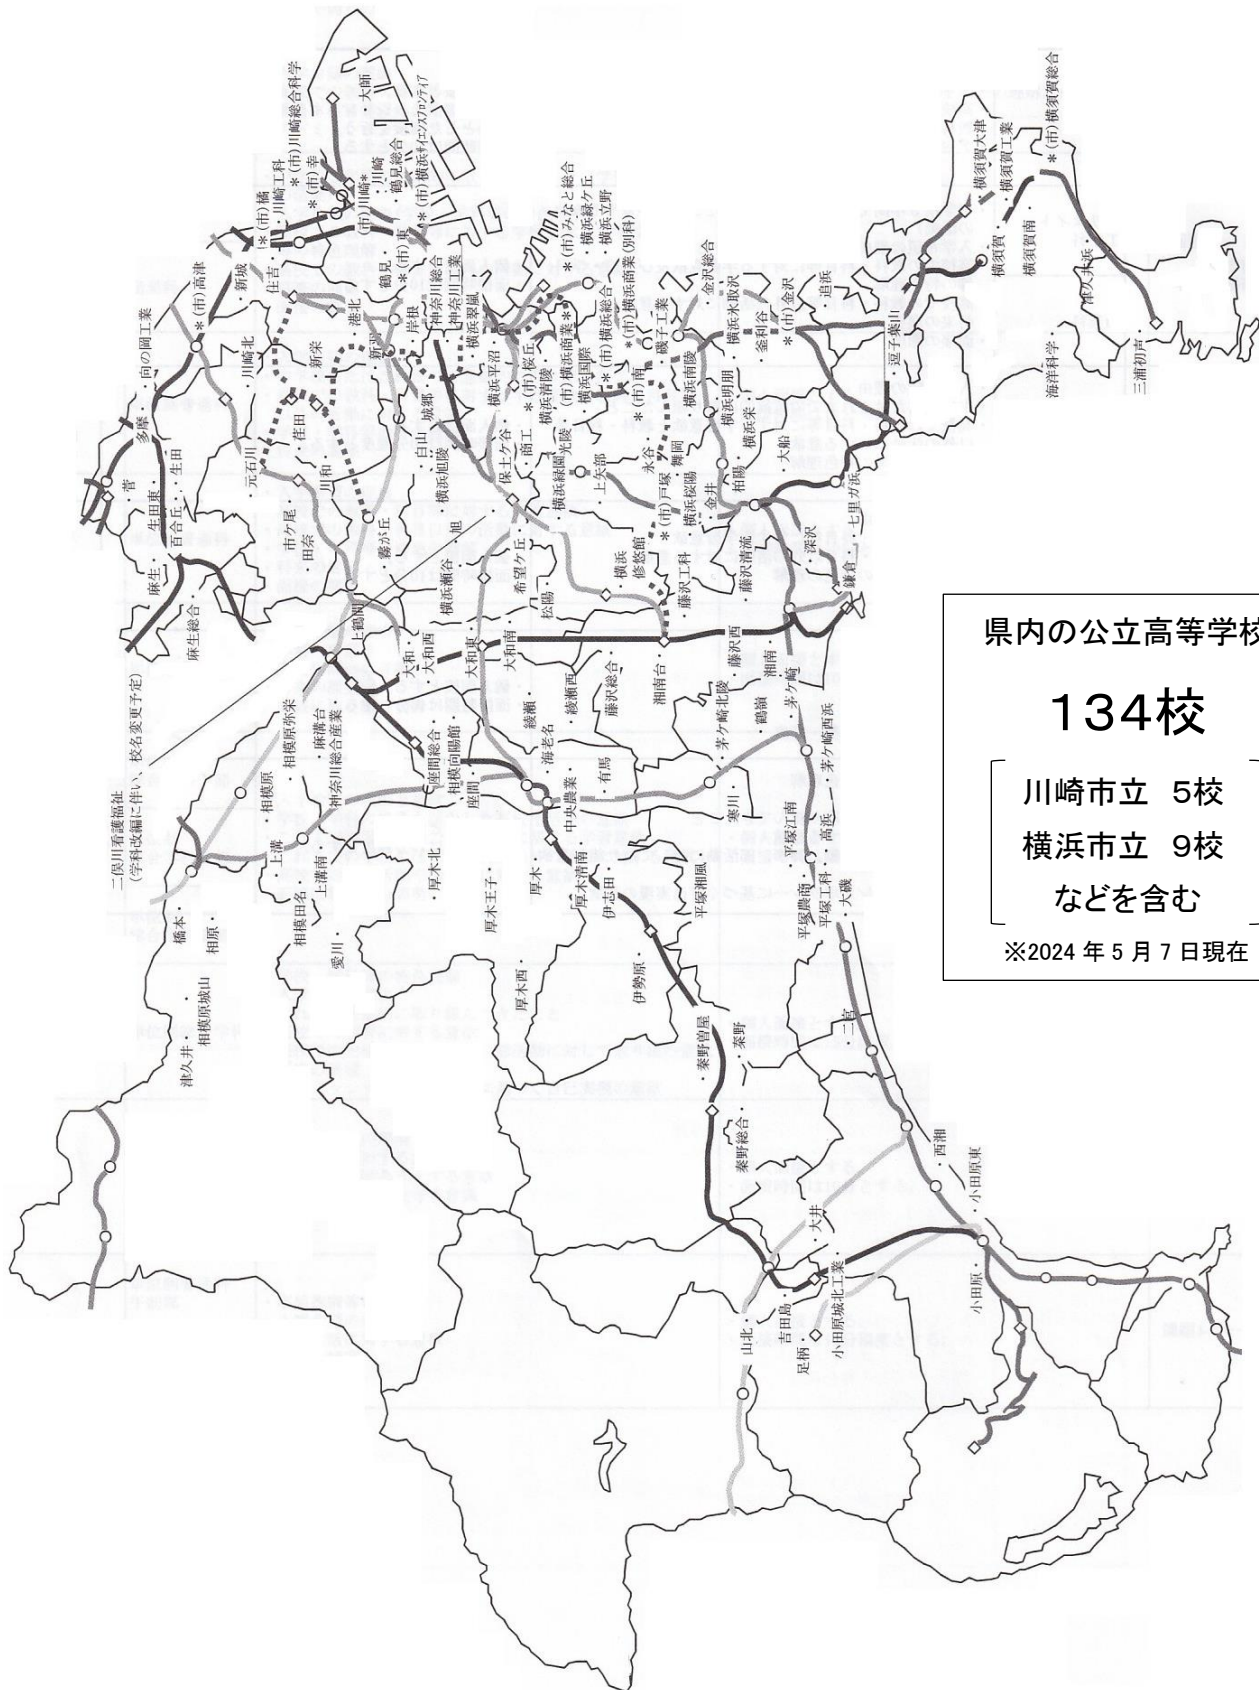 県内の公立高等学校
134校
川崎市立 5校
横浜市立 9校
などを含む
※2024年5月7日現在
二俣川看護福祉
(学科改編に伴い、校名変更予定)
*(市)川崎総合科学
・大師
*(市)幸
・川崎工科
*(市)橘
(市)川崎*
・川崎
鶴見総合
*(市)横浜サイエンスフロンティア
*(市)東
鶴見・
住吉・
新城・
*(市)高津
・向の岡工業
多摩・
・菅
生田東・
・生田
百合丘・
麻生・
麻生総合・
川崎北
・新栄
・港北
新羽・
・岸根
神奈川総合
神奈川工業
横浜翠嵐
元石川・
・荏田
・川和
市ケ尾
田奈
霧が丘
・白山
城郷
横浜旭陵
・旭
横浜瀬谷
横浜平沼
*(市)桜丘
横浜清陵
保土ケ谷
・商工
横浜緑園
光陵
(市)横浜商業*
横浜国際
*(市)みなと総合
横浜緑ケ丘
横浜立野
*(市)横浜総合
*(市)横浜商業(別科)
*(市)南
磯子工業
・金沢総合
横浜氷取沢
釜利谷
*(市)金沢
・追浜
横浜南陵
・横浜明朋
・横浜栄
永谷・
・舞岡
上矢部
*(市)戸塚
横浜桜陽
・金井
柏陽
・大船
希望ケ丘
松陽・
横浜
修悠館
藤沢工科
・藤沢清流
・深沢
・七里ガ浜
・鎌倉
逗子葉川・
横須賀大津
横須賀工業
横須賀
横須賀南
*(市)横須賀総合
津久井浜
海洋科学・
三浦初声
上鶴間
大和・
・大和西
大和東
大和南
綾瀬
・綾瀬西
藤沢総合
湘南台
・藤沢西
湘南・
・海老名
・有馬
中央農業
茅ケ崎北陵
・鶴嶺
・茅ケ崎
・茅ケ崎西浜
寒川・
・相模原弥栄
・麻溝台
・神奈川総合産業
・相模原
・上溝
上溝南・
相模田名
座間総合
相模向陽館
座間・
橋本・
・相原
相模原城山
津久井・
愛川・
・厚木北
厚木王子・
厚木・
厚木清南
厚木西・
伊志田
伊勢原・
・平塚江南
・高浜
平塚湘風
平塚農商
平塚工科
・大磯
・二宮
・秦野曽屋
・秦野
秦野総合・
・西湘
・小田原東
小田原・
・大井
小田原城北工業・
吉田島・
足柄・
山北・